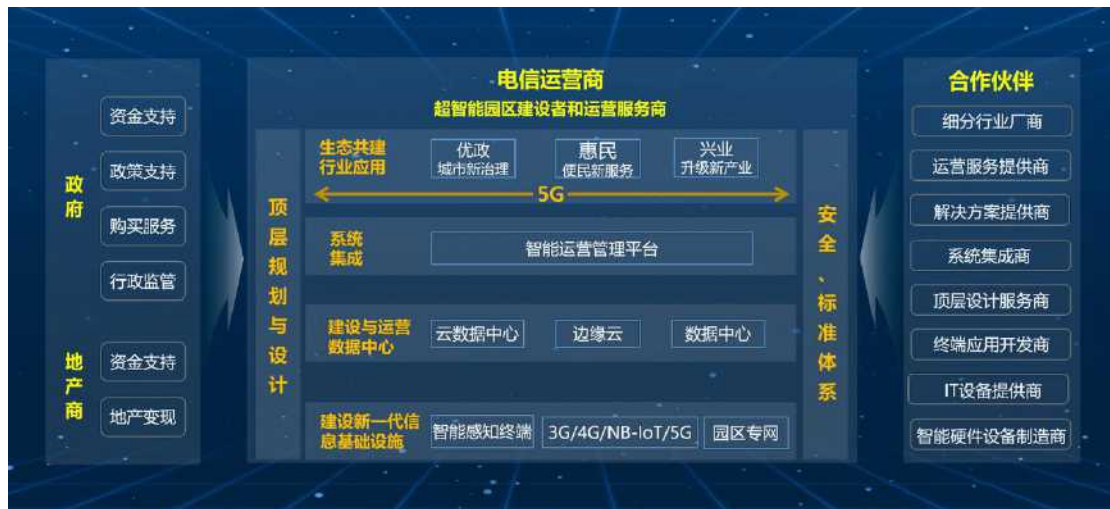 政府
资金支持
政策支持
购买服务
行政监管
地产商
资金支持
地产变现
电信运营商
超智能园区建设者和运营服务商
顶层规划与设计
生态共建
行业应用
优政
城市新治理
惠民
便民新服务
兴业
升级新产业
5G
系统
集成
智能运营管理平台
建设与运营
数据中心
云数据中心
边缘云
数据中心
建设新一代信
息基础设施
智能感知终端
3G/4G/NB-IoT/5G
园区专网
安全、标准体系
合作伙伴
细分行业厂商
运营服务提供商
解决方案提供商
系统集成商
顶层设计服务商
终端应用开发商
IT设备提供商
智能硬件设备制造商